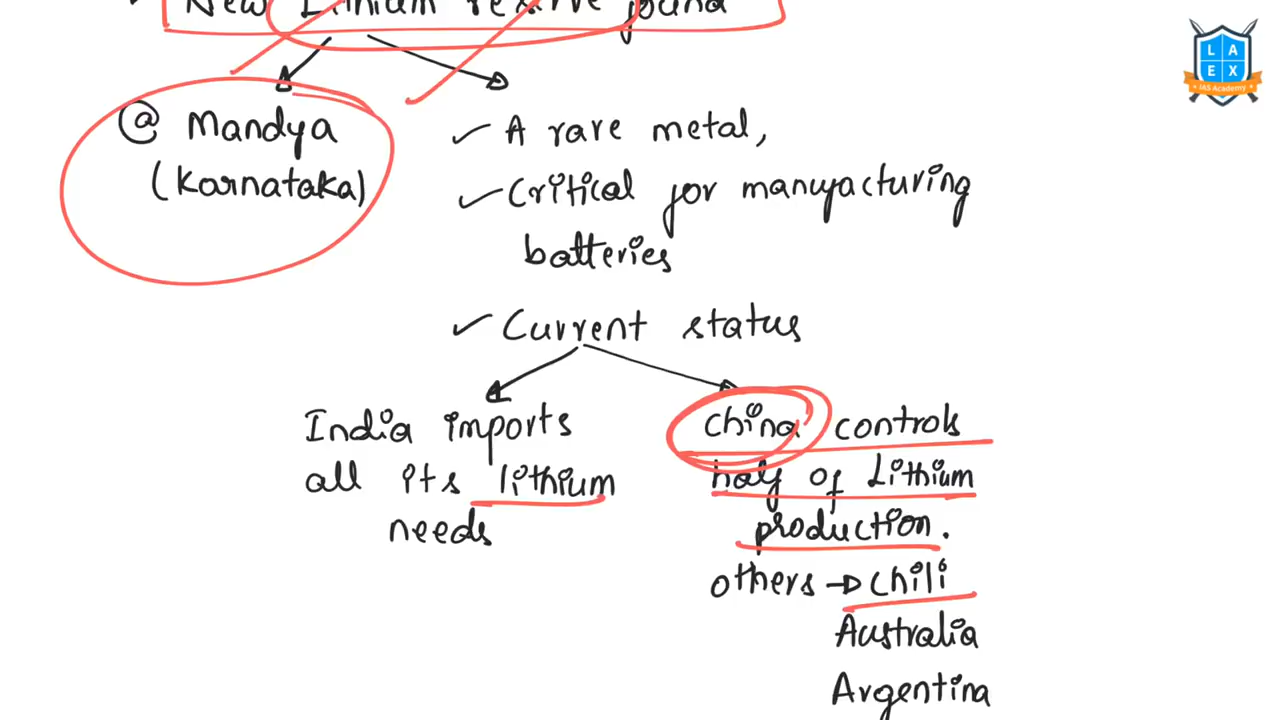 New Lithium reserve found
@ Mandya
(Karnataka)
A rare metal,
Critical for manufacturing
batteries
Current status
India imports
all its lithium
needs
China controls
half of Lithium
production.
others → Chili
Australia
Argentina
L A
E X
IAS Academy